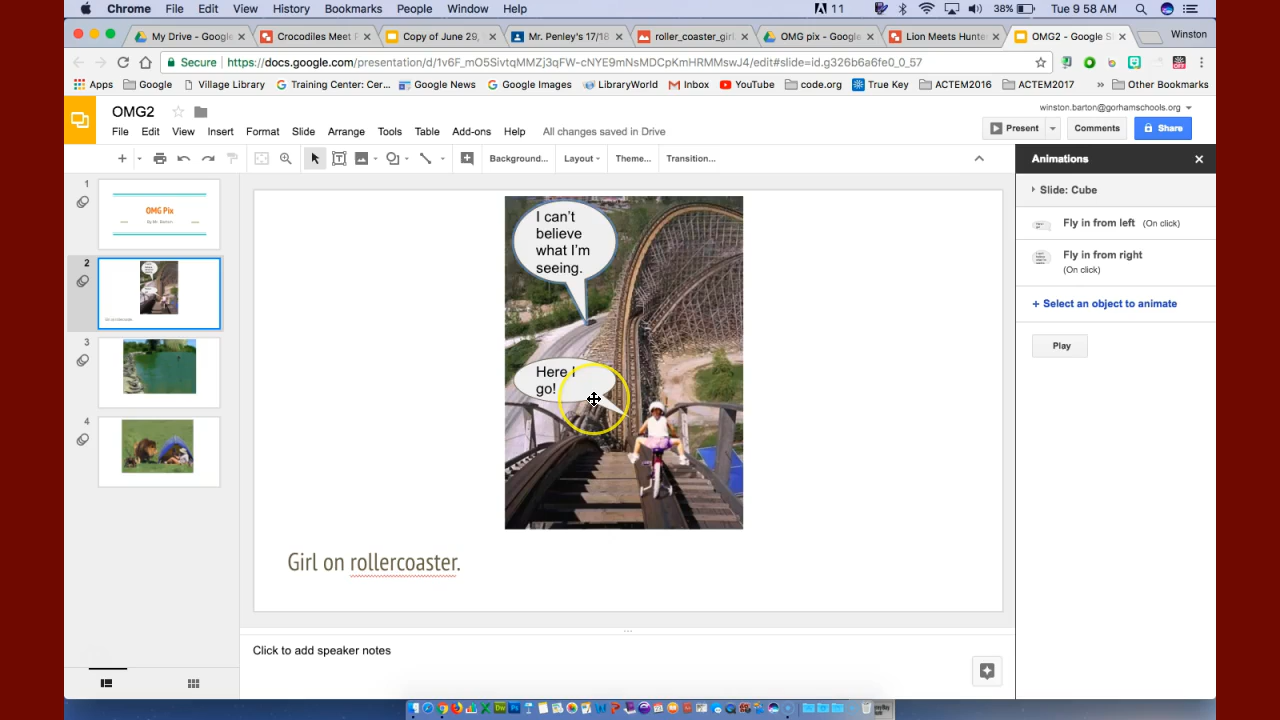 Chrome File Edit View History Bookmarks People Window Help 11 38% Tue 9:58 AM
My Drive - Google Crocodiles Meet F Copy of June 29, Mr. Penley's 17/18 roller_coaster_girl. OMG pix - Google Lion Meets Hunte OMG2 - Google Sl Winston
Secure https://docs.google.com/presentation/d/1v6F_mO5SivtqMMZj3qFW-cNYE9mNsMDCpKmHRMMswJ4/edit#slide=id.g326b6a6fe0_0_57
Apps Google Village Library Training Center: Cer... Google News Google Images LibraryWorld Inbox YouTube code.org True Key ACTEM2016 ACTEM2017 » Other Bookmarks
OMG2
winston.barton@gorhamschools.org
File Edit View Insert Format Slide Arrange Tools Table Add-ons Help All changes saved in Drive
Present Comments Share
Background... Layout Theme... Transition...
Animations
Slide: Cube
Fly in from left (On click)
Fly in from right
(On click)
+ Select an object to animate
Play
1
OMG Pix
2
3
4
I can't
believe
what I'm
seeing.
Here I
go!
Girl on rollercoaster.
Click to add speaker notes